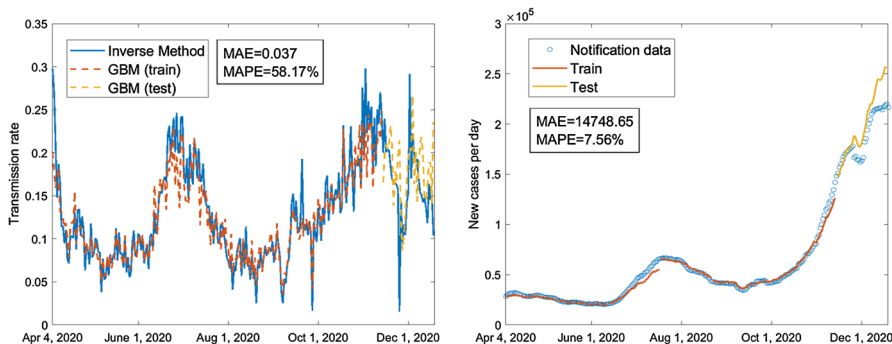 0.35
0.3
0.25
0.2
0.15
0.1
0.05
0
Transmission rate
Inverse Method
GBM (train)
GBM (test)
MAE=0.037
MAPE=58.17%
Apr 4, 2020
June 1, 2020
Aug 1, 2020
Oct 1, 2020
Dec 1, 2020
×10⁵
3
2.5
2
1.5
1
0.5
0
New cases per day
Notification data
Train
Test
MAE=14748.65
MAPE=7.56%
Apr 4, 2020
June 1, 2020
Aug 1, 2020
Oct 1, 2020
Dec 1, 2020